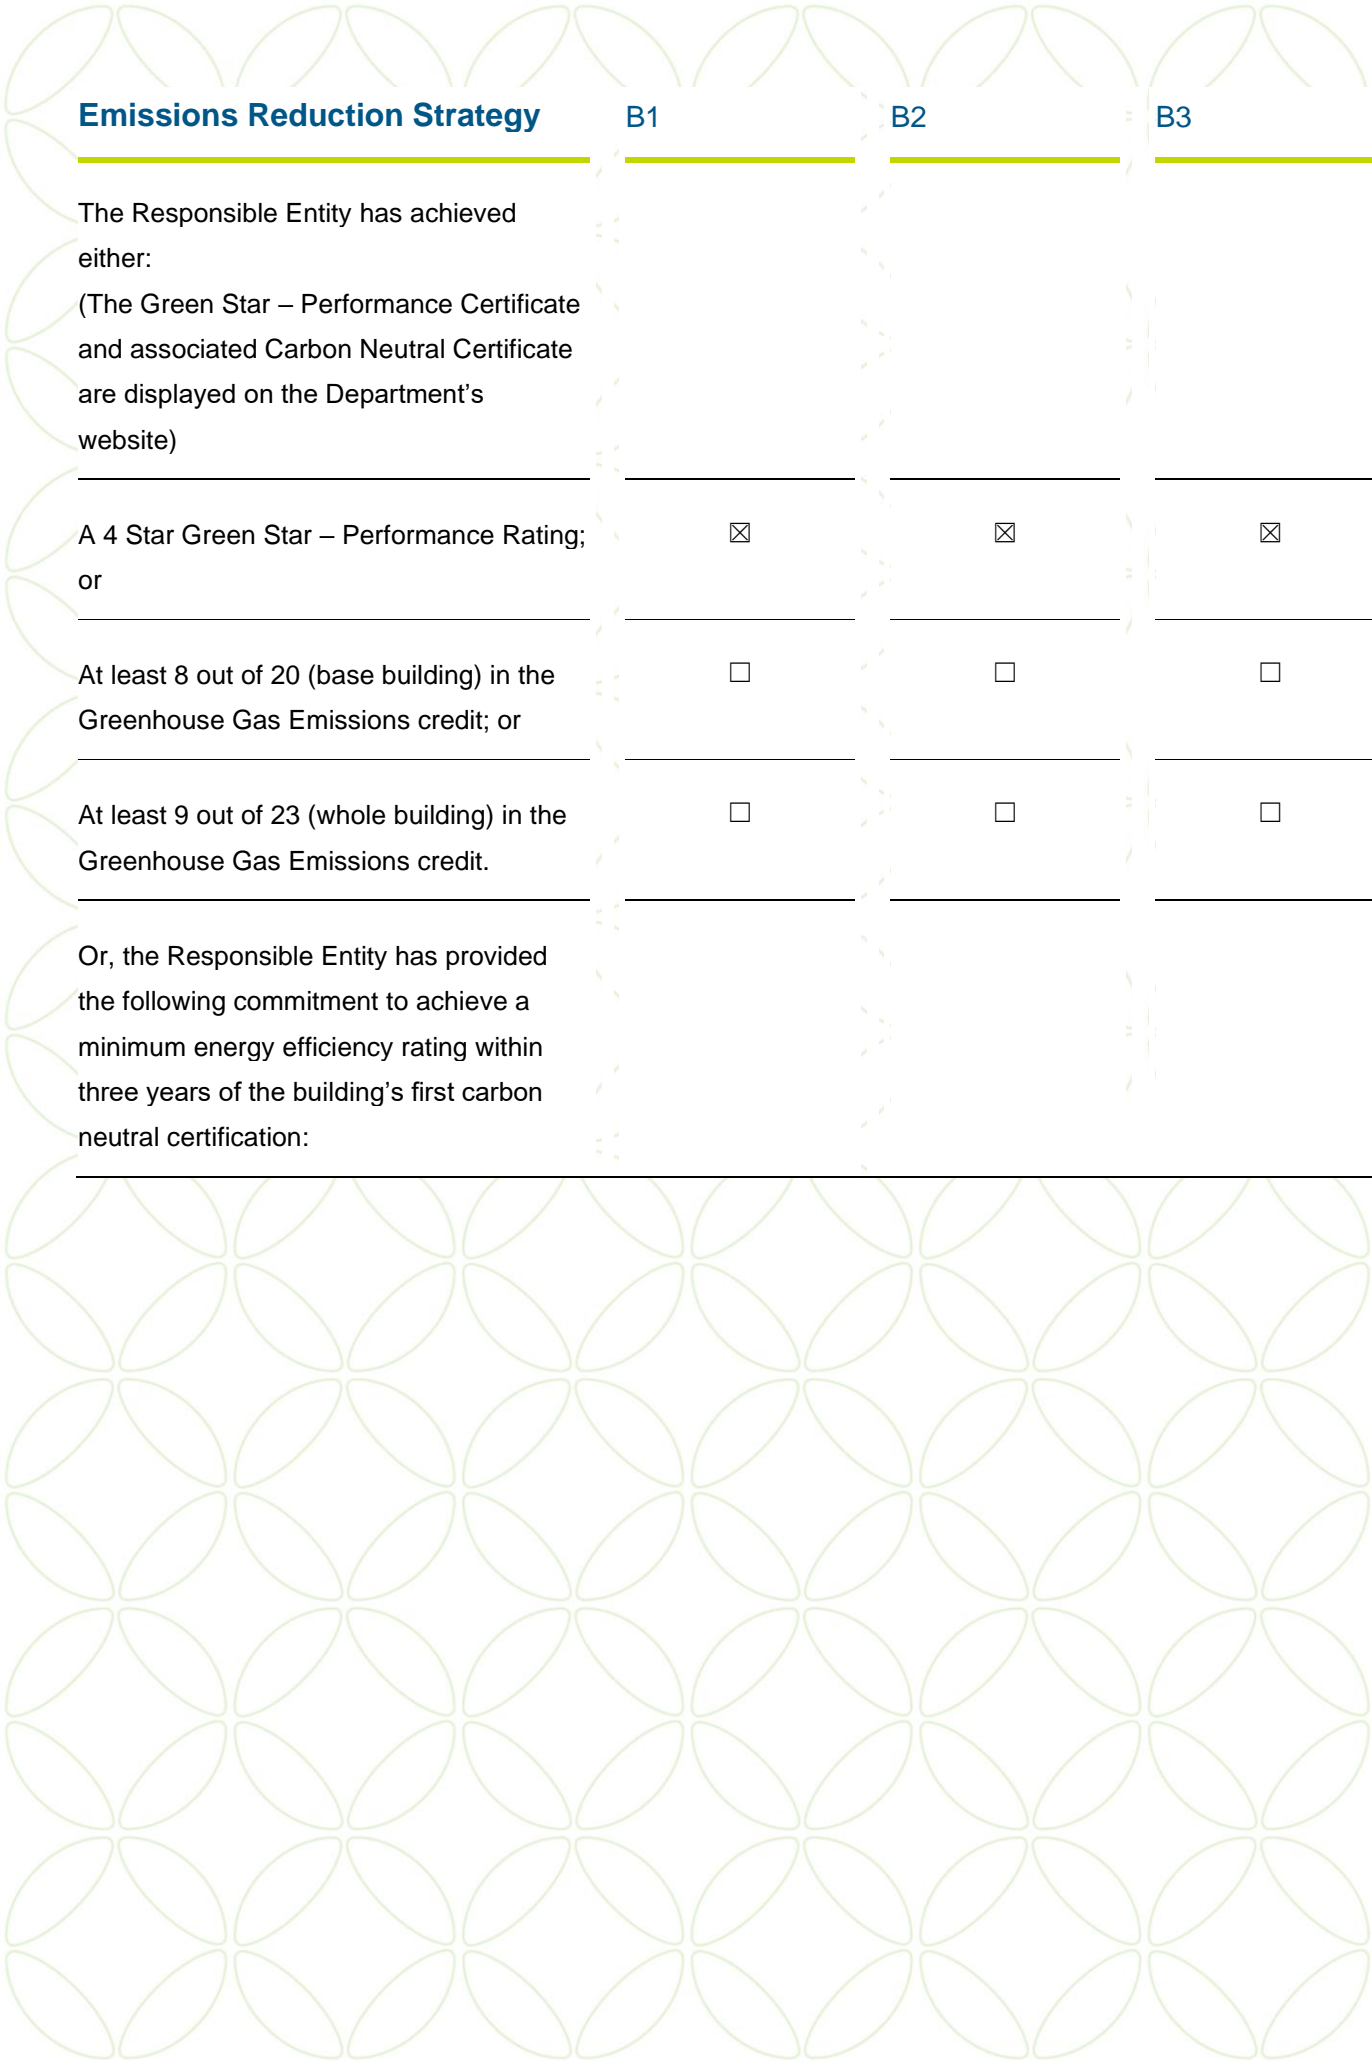 Emissions Reduction Strategy B1 B2 B3
The Responsible Entity has achieved
either:
(The Green Star – Performance Certificate
and associated Carbon Neutral Certificate
are displayed on the Department’s
website)
A 4 Star Green Star – Performance Rating; ☒ ☒ ☒
or
At least 8 out of 20 (base building) in the ☐ ☐ ☐
Greenhouse Gas Emissions credit; or
At least 9 out of 23 (whole building) in the ☐ ☐ ☐
Greenhouse Gas Emissions credit.
Or, the Responsible Entity has provided
the following commitment to achieve a
minimum energy efficiency rating within
three years of the building’s first carbon
neutral certification: